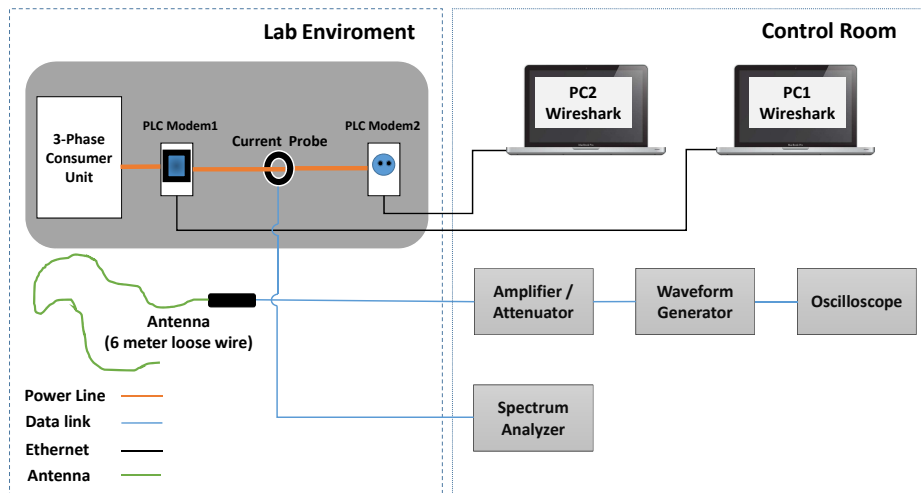 Lab Enviroment
Control Room
3-Phase
Consumer
Unit
PLC Modem1
Current Probe
PLC Modem2
PC2
Wireshark
PC1
Wireshark
Antenna
(6 meter loose wire)
Amplifier /
Attenuator
Waveform
Generator
Oscilloscope
Spectrum
Analyzer
Power Line
Data link
Ethernet
Antenna